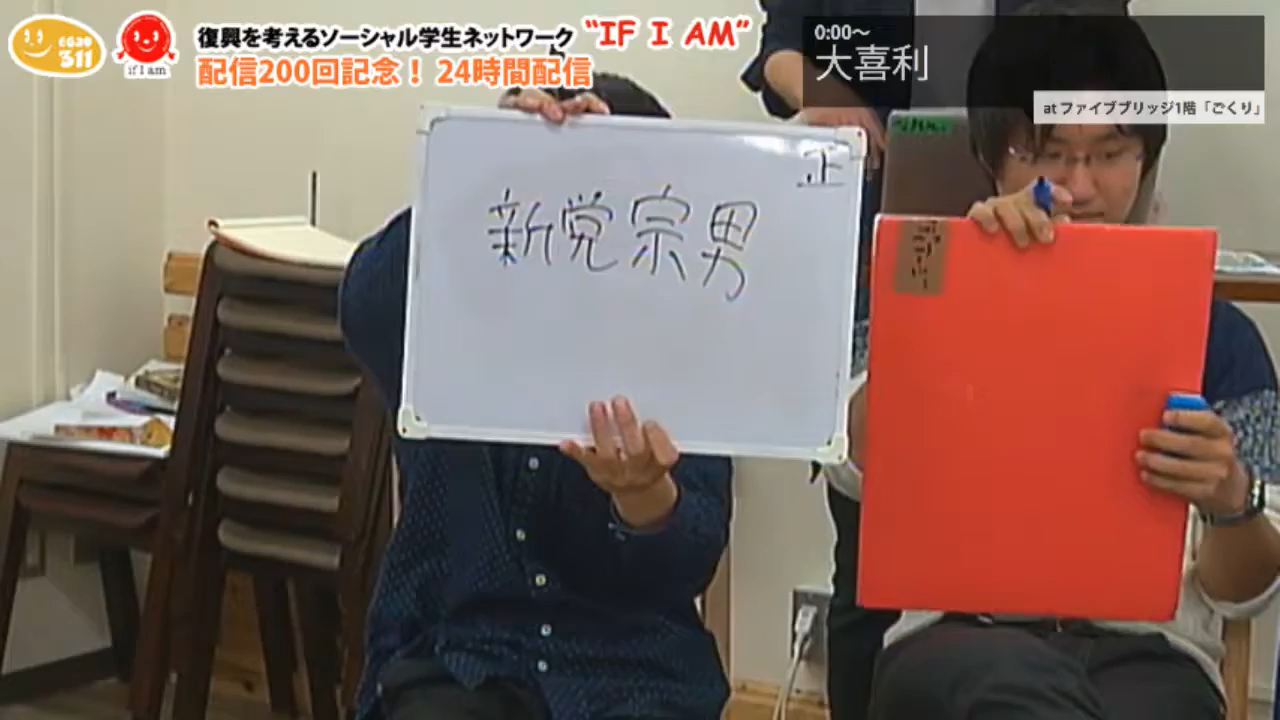 復興を考えるソーシャル学生ネットワーク "IF I AM"
配信200回記念！ 24時間配信
311
if I am
0:00～
大喜利
at ファイブブリッジ1階「ごくり」
正
新党宗男